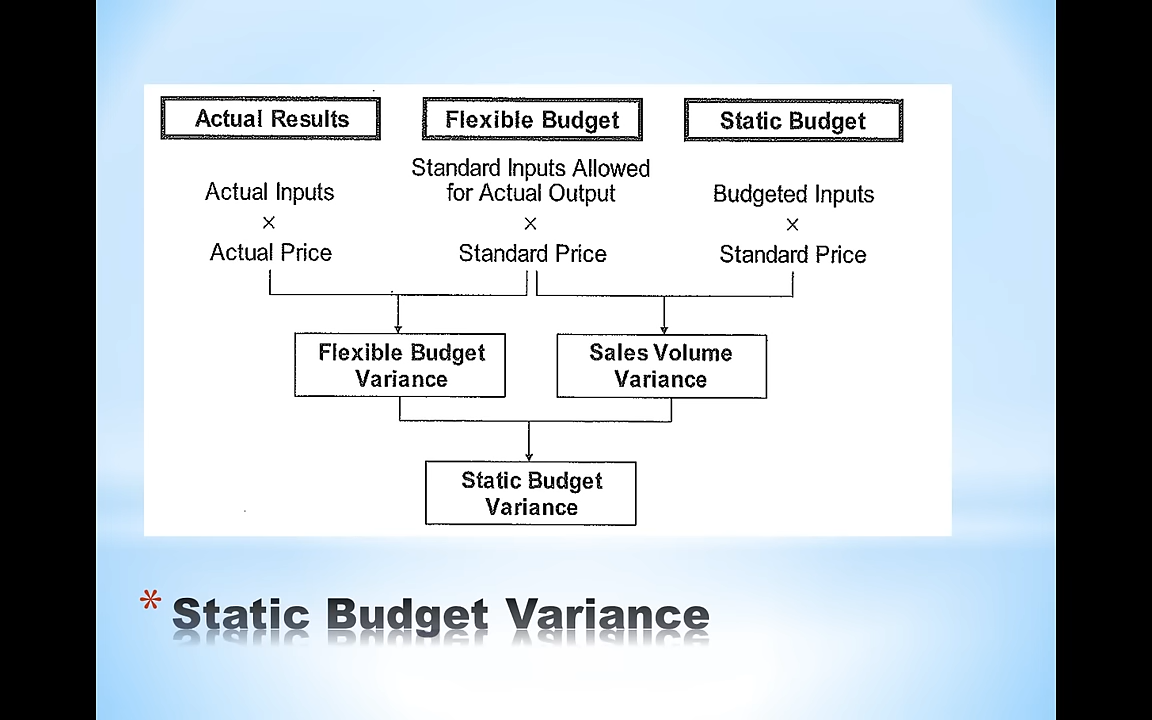 Actual Results
Flexible Budget
Static Budget
Actual Inputs
×
Actual Price
Standard Inputs Allowed
for Actual Output
×
Standard Price
Budgeted Inputs
×
Standard Price
Flexible Budget
Variance
Sales Volume
Variance
Static Budget
Variance
* Static Budget Variance